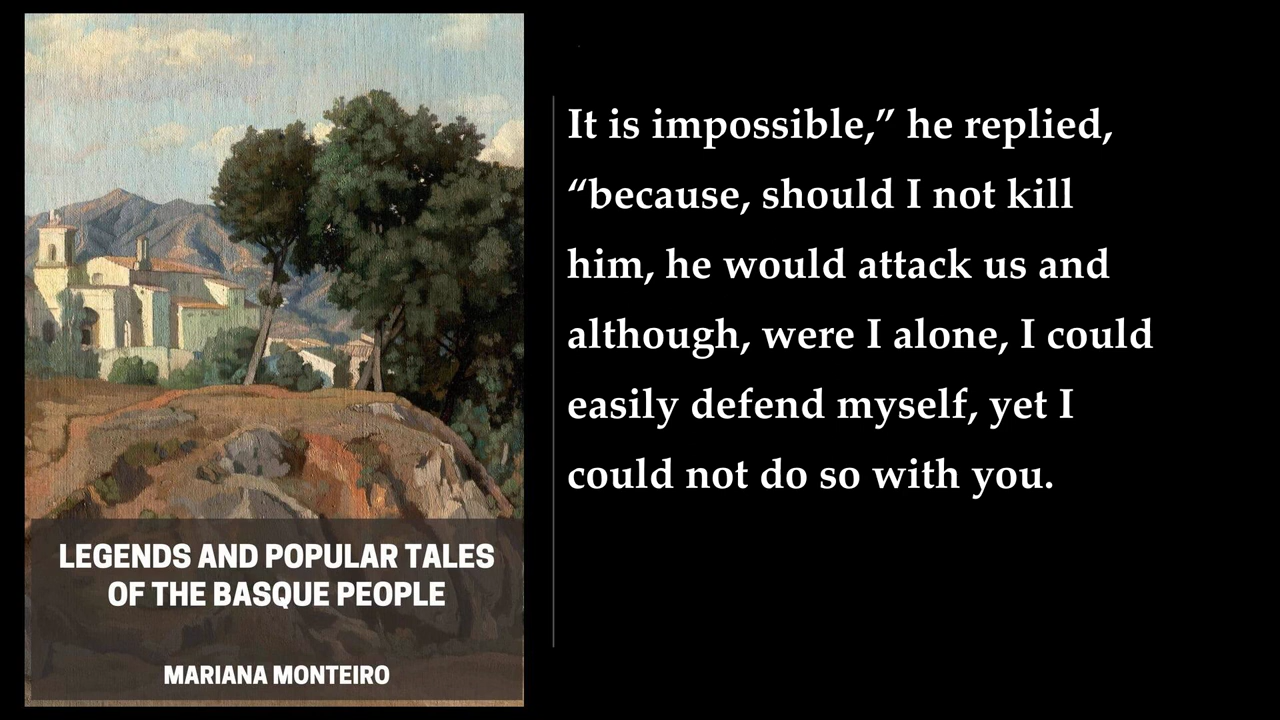 LEGENDS AND POPULAR TALES
OF THE BASQUE PEOPLE
MARIANA MONTEIRO
It is impossible,” he replied,
“because, should I not kill
him, he would attack us and
although, were I alone, I could
easily defend myself, yet I
could not do so with you.